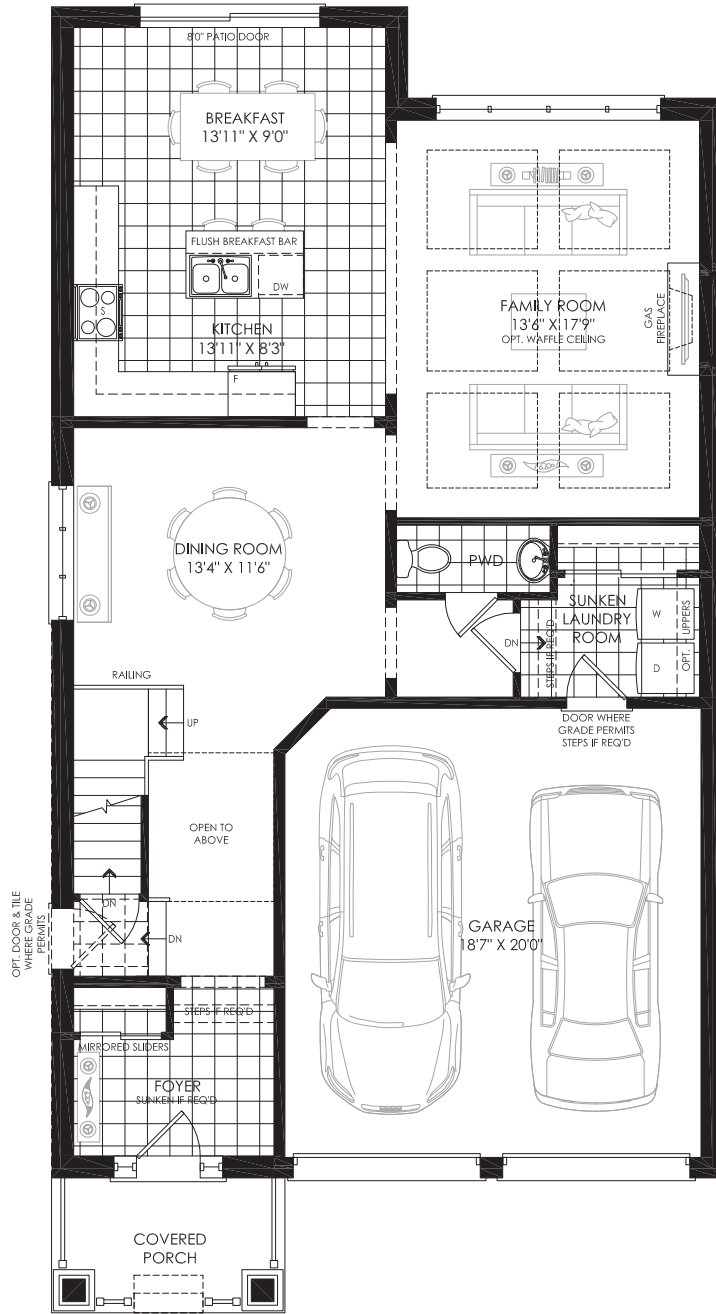 8'0" PATIO DOOR
BREAKFAST
13'11" X 9'0"
FLUSH BREAKFAST BAR
DW
S
KITCHEN
13'11" X 8'3"
F
FAMILY ROOM
13'6" X 17'9"
OPT. WAFFLE CEILING
GAS
FIREPLACE
DINING ROOM
13'4" X 11'6"
PWD
SUNKEN
LAUNDRY
ROOM
W
D
OPT. UPPERS
DN
STEPS IF REQ'D
DOOR WHERE
GRADE PERMITS
STEPS IF REQ'D
RAILING
UP
OPEN TO
ABOVE
DN
DN
OPT. DOOR & TILE
WHERE GRADE
PERMITS
GARAGE
18'7" X 20'0"
STEPS IF REQ'D
MIRRORED SLIDERS
FOYER
SUNKEN IF REQ'D
COVERED
PORCH